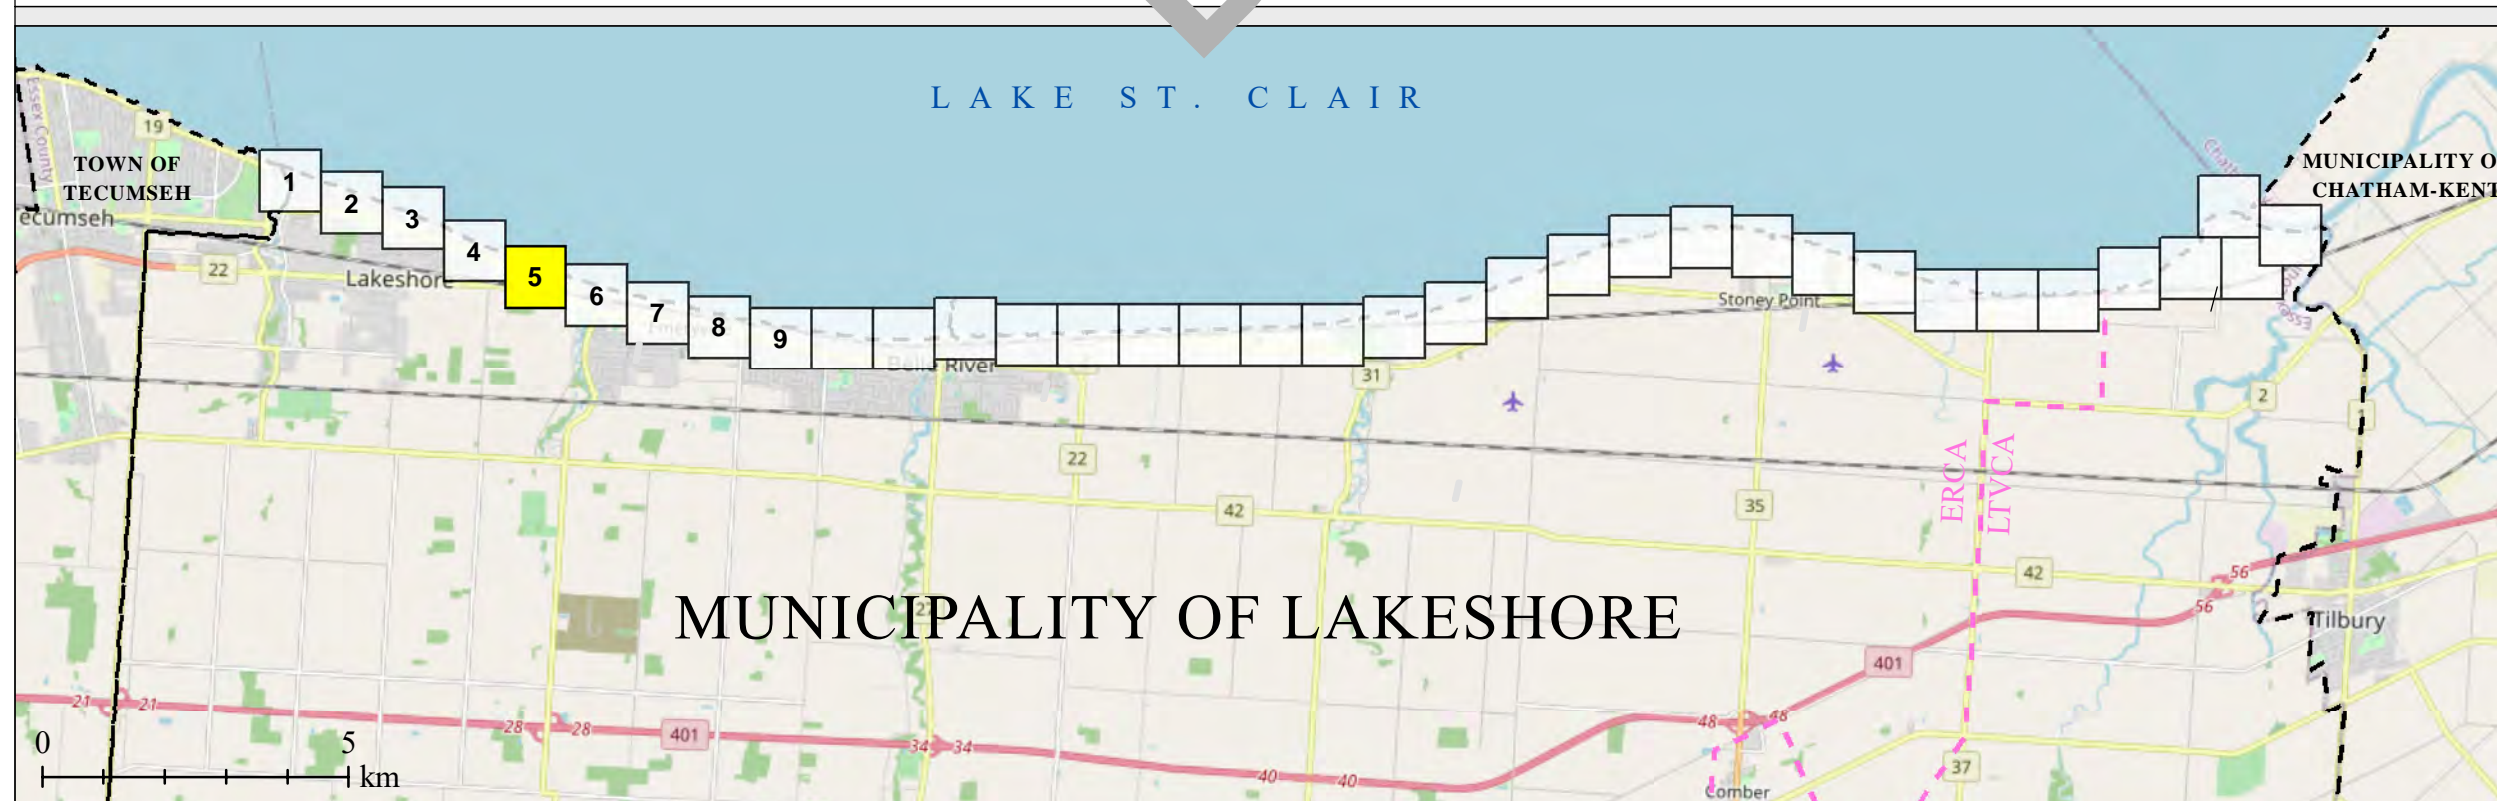 LAKE ST. CLAIR
Essex County
19
TOWN OF
TECUMSEH
ecumseh
22
Lakeshore
1
2
3
4
5
6
7
8
9
Belle River
31
Stoney Point
MUNICIPALITY O
CHATHAM-KENT
2
1
22
42
35
ERCA
LTVCA
42
56
56
Tilbury
MUNICIPALITY OF LAKESHORE
401
21
21
28
28
401
34
34
40
40
48
48
37
Comber
0
5
km